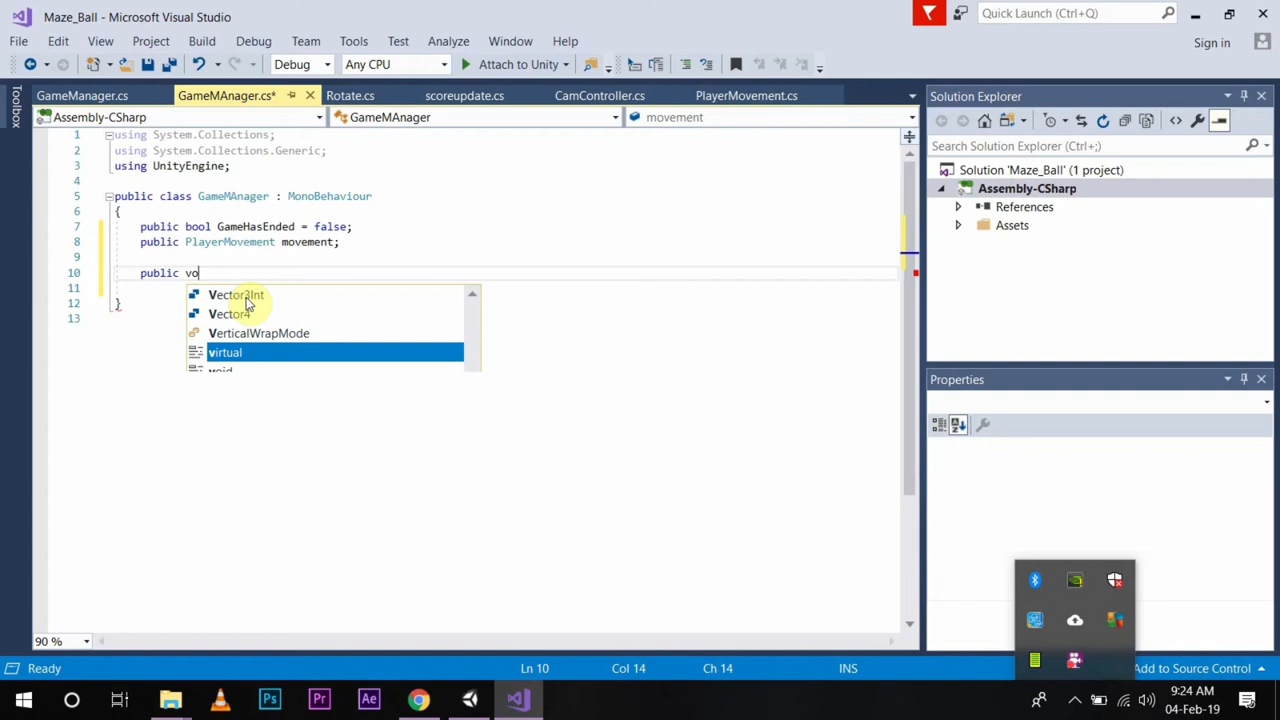 Maze_Ball - Microsoft Visual Studio
Quick Launch (Ctrl+Q)
File Edit View Project Build Debug Team Tools Test Analyze Window Help
Sign in
Debug Any CPU Attach to Unity
Toolbox
GameManager.cs GameMAnager.cs* Rotate.cs scoreupdate.cs CamController.cs PlayerMovement.cs
Assembly-CSharp GameMAnager movement
1 using System.Collections;
2 using System.Collections.Generic;
3 using UnityEngine;
4
5 public class GameMAnager : MonoBehaviour
6 {
7 public bool GameHasEnded = false;
8 public PlayerMovement movement;
9
10 public vo
11
12 }
13
Vector3Int
Vector4
VerticalWrapMode
virtual
void
Solution Explorer
Search Solution Explorer (Ctrl+;)
Solution 'Maze_Ball' (1 project)
Assembly-CSharp
References
Assets
Properties
90 %
Ready Ln 10 Col 14 Ch 14 INS Add to Source Control
Ps Pr Ae
9:24 AM
04-Feb-19